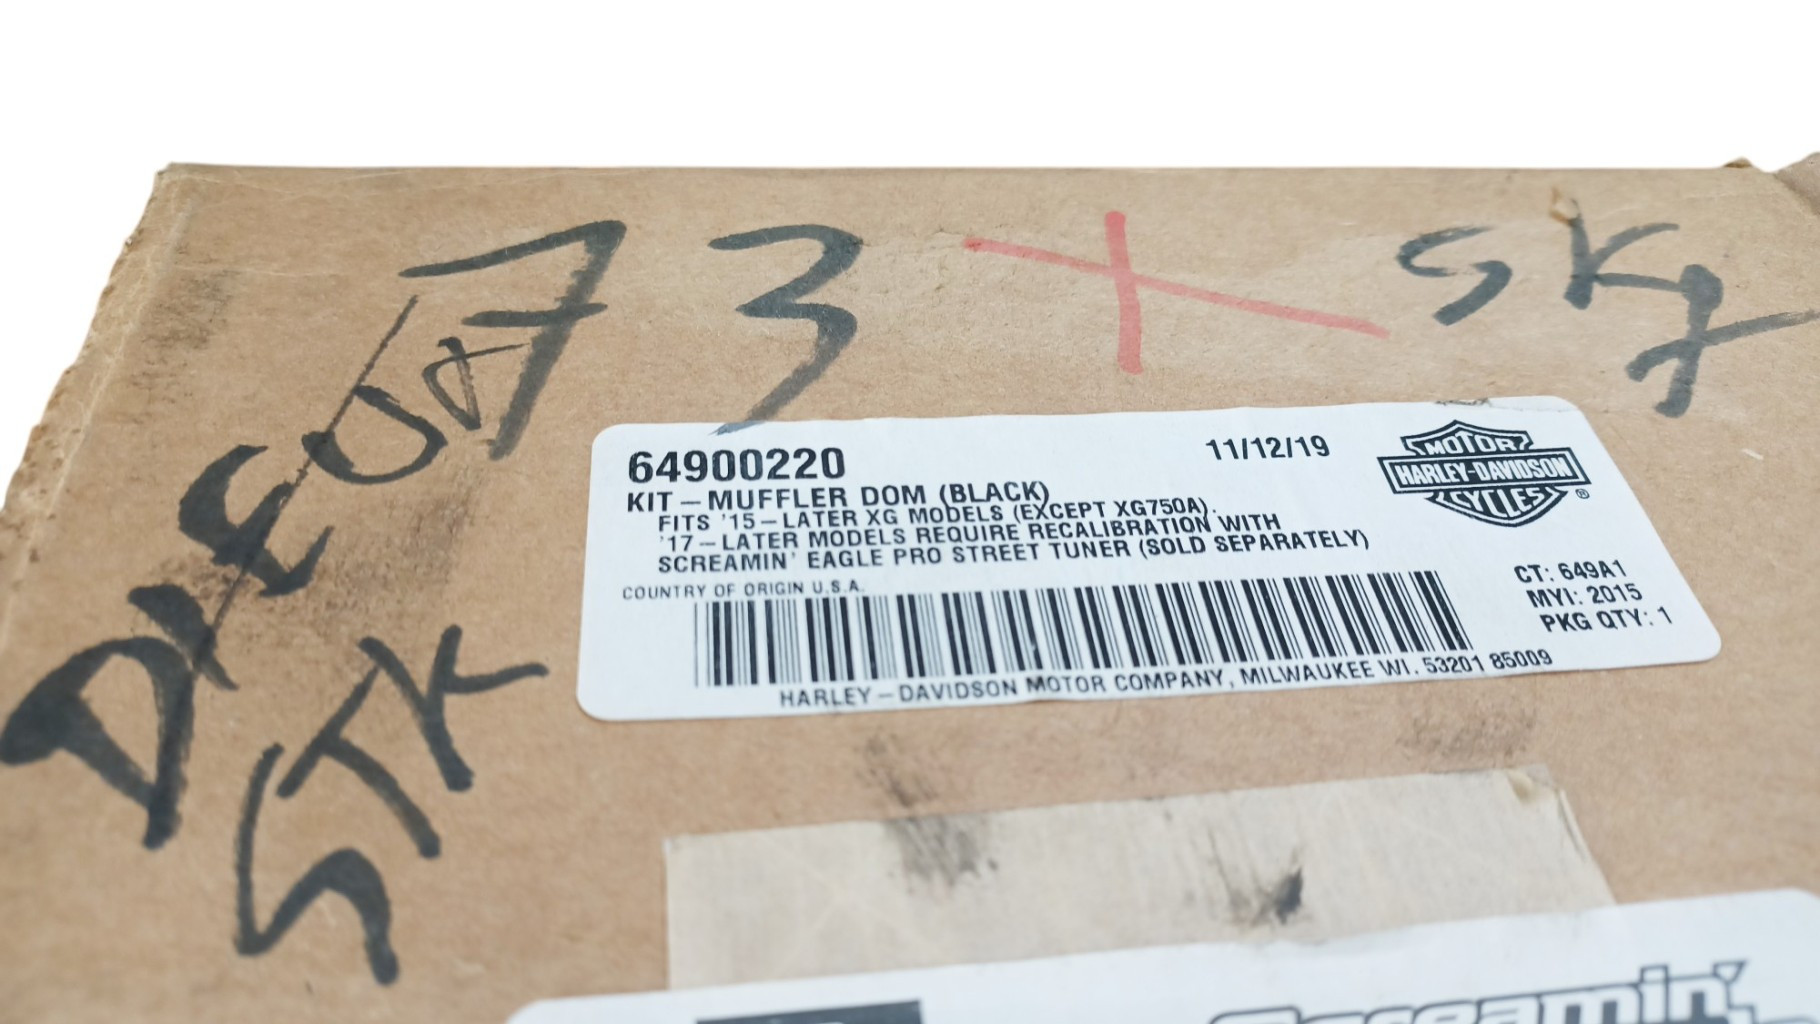 73
64900220
11/12/19
KIT – MUFFLER DOM (BLACK)
FITS '15 – LATER XG MODELS (EXCEPT XG750A).
'17 – LATER MODELS REQUIRE RECALIBRATION WITH
SCREAMIN' EAGLE PRO STREET TUNER (SOLD SEPARATELY)
COUNTRY OF ORIGIN U.S.A.
MOTOR
HARLEY-DAVIDSON
CYCLES
®
CT: 649A1
MYI: 2015
PKG QTY: 1
HARLEY – DAVIDSON MOTOR COMPANY, MILWAUKEE WI. 53201 85009
STK
Screamin'